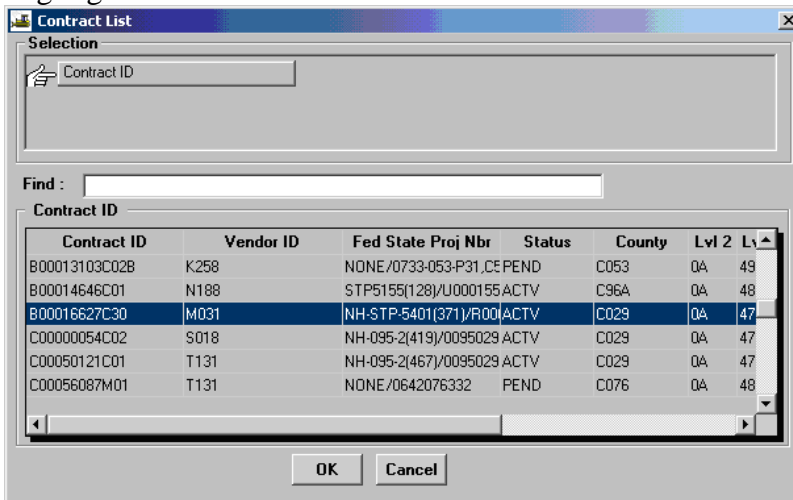 Contract List
Selection
Contract ID
Find :
Contract ID
Contract ID Vendor ID Fed State Proj Nbr Status County Lvl 2 Lv
B00013103C02B K258 NONE/0733-053-P31,C5 PEND C053 0A 49
B00014646C01 N188 STP5155(128)/U000155 ACTV C96A 0A 48
B00016627C30 M031 NH-STP-5401(371)/R00 ACTV C029 0A 47
C00000054C02 S018 NH-095-2(419)/0095029 ACTV C029 0A 47
C00050121C01 T131 NH-095-2(467)/0095029 ACTV C029 0A 47
C00056087M01 T131 NONE/0642076332 PEND C076 0A 48
OK Cancel